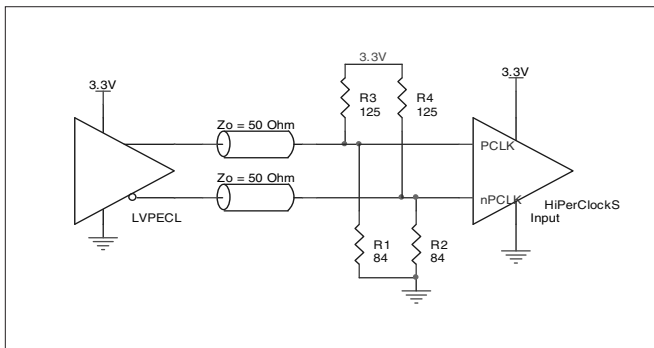 3.3V
3.3V
3.3V
R3
125
R4
125
Zo = 50 Ohm
PCLK
Zo = 50 Ohm
nPCLK
HiPerClockS
Input
LVPECL
R1
84
R2
84